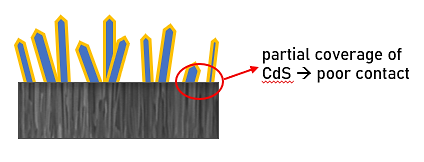 partial coverage of
CdS → poor contact